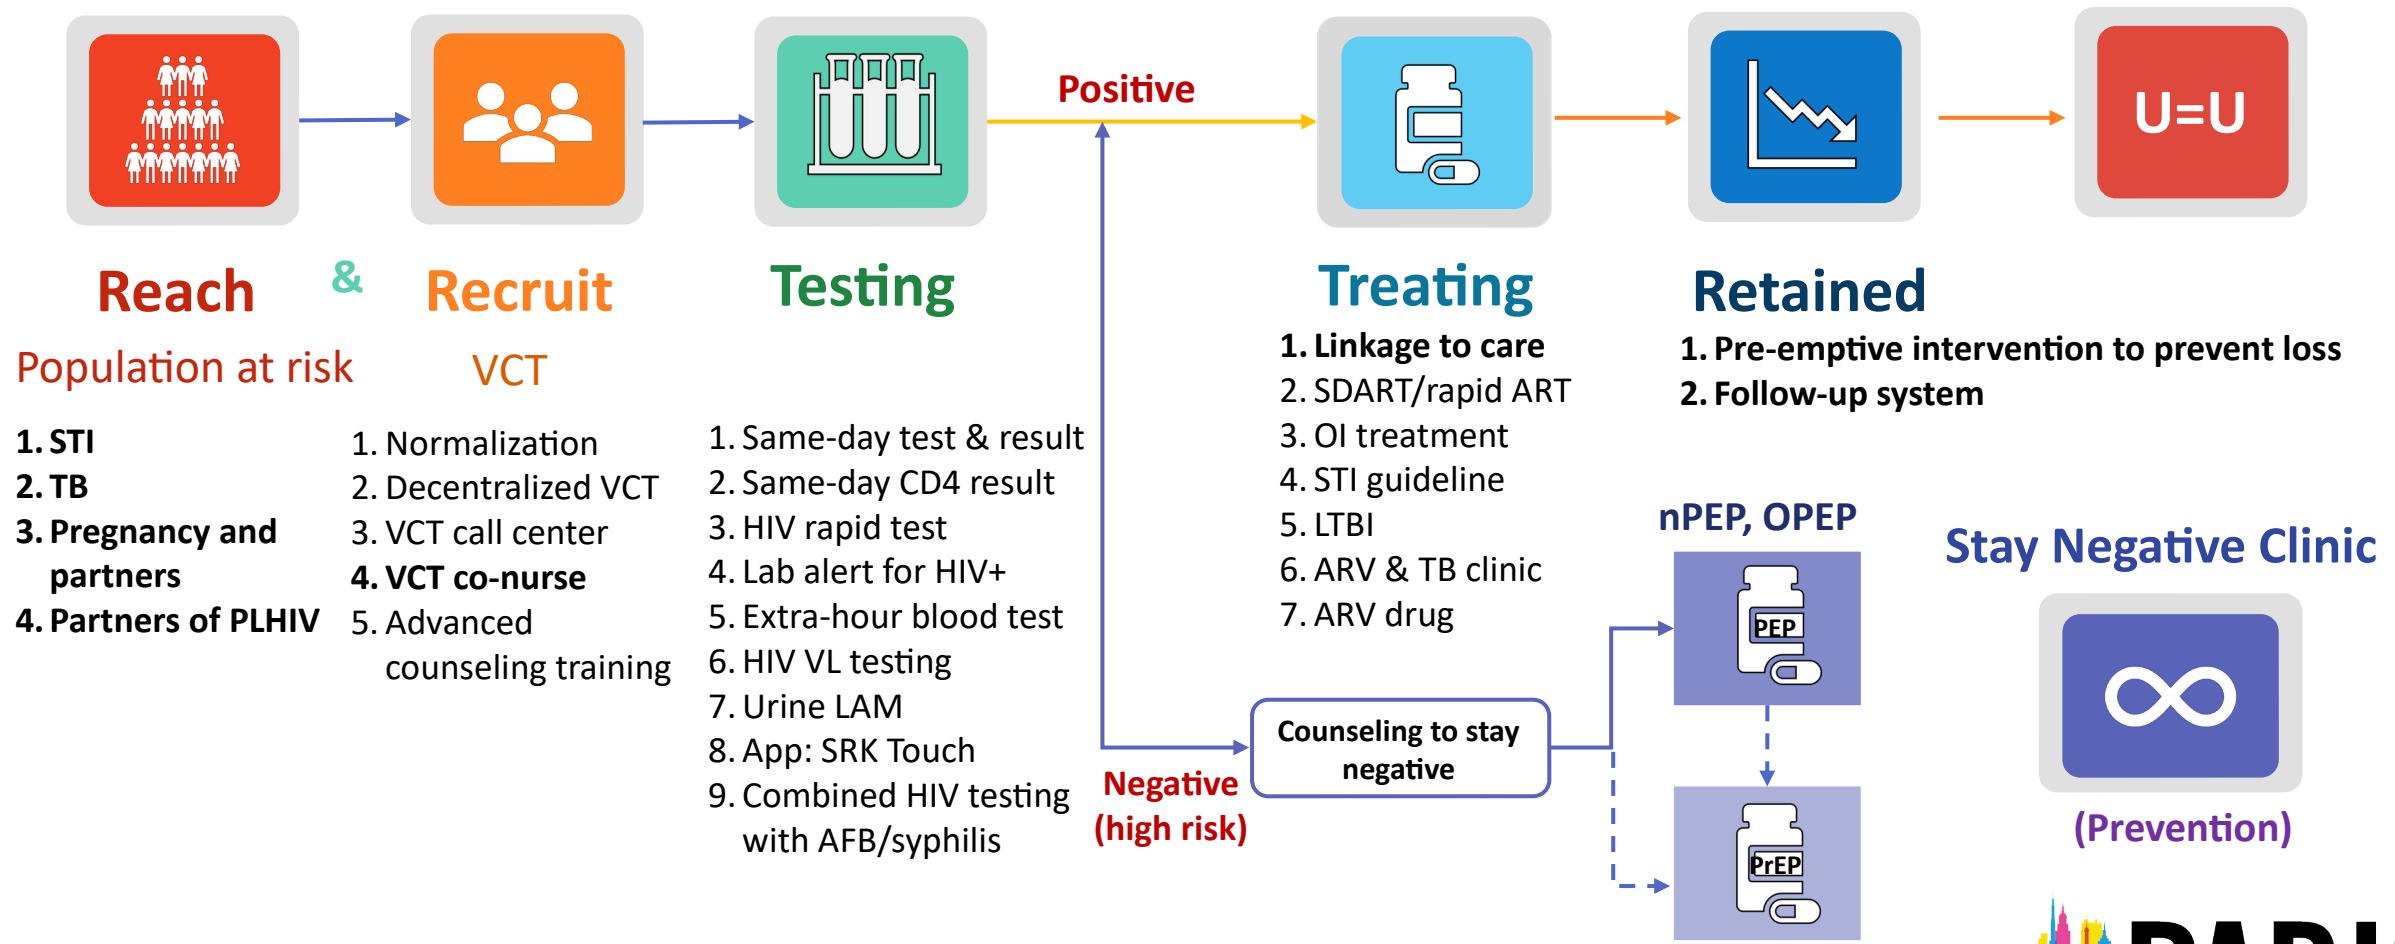 Positive
U=U
Reach & Recruit
Testing
Treating
Retained
Population at risk
1. STI
2. TB
3. Pregnancy and
partners
4. Partners of PLHIV
VCT
1. Normalization
2. Decentralized VCT
3. VCT call center
4. VCT co-nurse
5. Advanced
counseling training
1. Same-day test & result
2. Same-day CD4 result
3. HIV rapid test
4. Lab alert for HIV+
5. Extra-hour blood test
6. HIV VL testing
7. Urine LAM
8. App: SRK Touch
9. Combined HIV testing
with AFB/syphilis
1. Linkage to care
2. SDART/rapid ART
3. OI treatment
4. STI guideline
5. LTBI
6. ARV & TB clinic
7. ARV drug
1. Pre-emptive intervention to prevent loss
2. Follow-up system
Negative
(high risk)
Counseling to stay
negative
nPEP, OPEP
PEP
PrEP
Stay Negative Clinic
(Prevention)